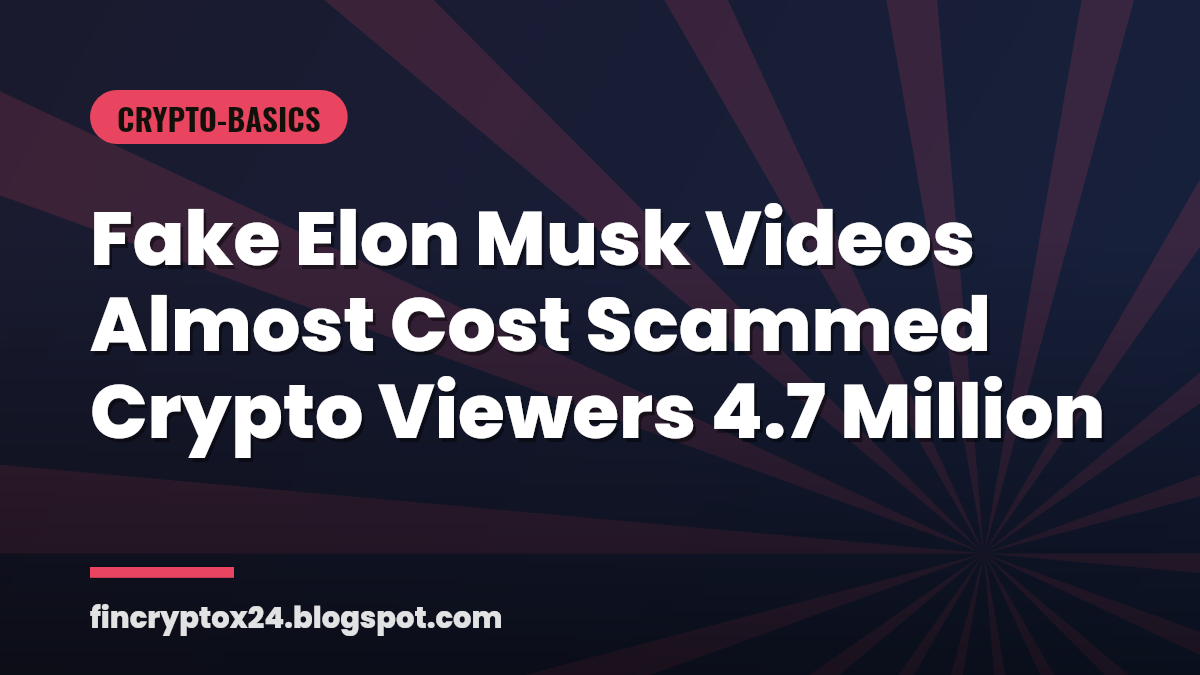 CRYPTO-BASICS
Fake Elon Musk Videos
Almost Cost Scammed
Crypto Viewers 4.7 Million
fincryptox24.blogspot.com